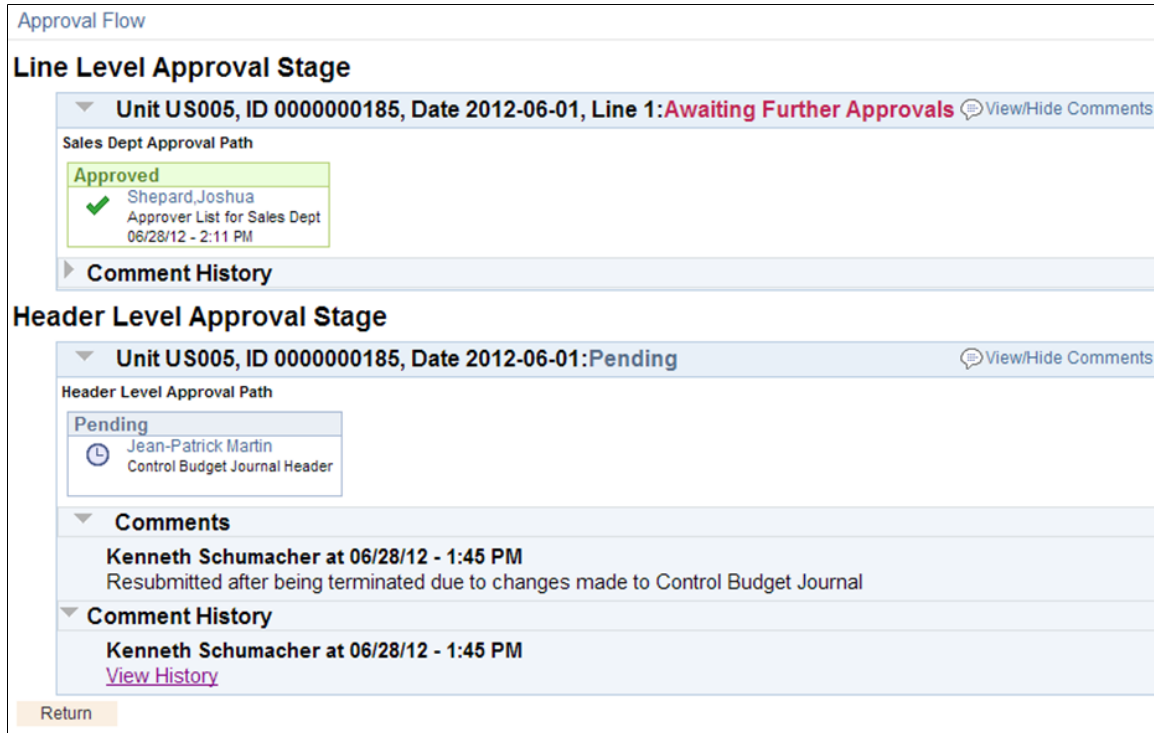 Approval Flow
Line Level Approval Stage
Unit US005, ID 0000000185, Date 2012-06-01, Line 1:Awaiting Further Approvals View/Hide Comments
Sales Dept Approval Path
Approved
Shepard,Joshua
Approver List for Sales Dept
06/28/12 - 2:11 PM
Comment History
Header Level Approval Stage
Unit US005, ID 0000000185, Date 2012-06-01:Pending View/Hide Comments
Header Level Approval Path
Pending
Jean-Patrick Martin
Control Budget Journal Header
Comments
Kenneth Schumacher at 06/28/12 - 1:45 PM
Resubmitted after being terminated due to changes made to Control Budget Journal
Comment History
Kenneth Schumacher at 06/28/12 - 1:45 PM
View History
Return